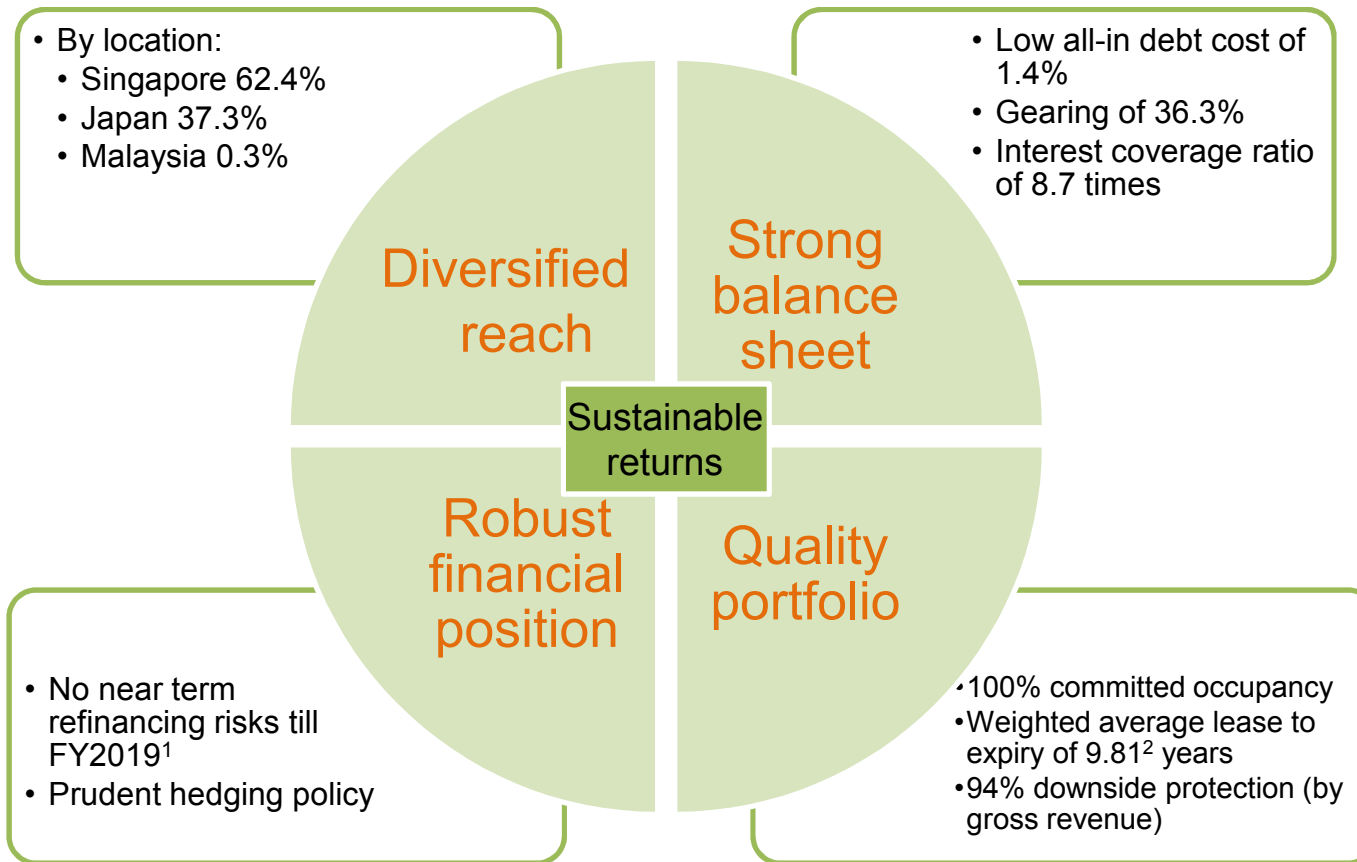 • By location:
• Singapore 62.4%
• Japan 37.3%
• Malaysia 0.3%
• Low all-in debt cost of
1.4%
• Gearing of 36.3%
• Interest coverage ratio
of 8.7 times
Diversified
reach
Strong
balance
sheet
Sustainable
returns
Robust
financial
position
Quality
portfolio
• No near term
refinancing risks till
FY2019¹
• Prudent hedging policy
•100% committed occupancy
•Weighted average lease to
expiry of 9.81² years
•94% downside protection (by
gross revenue)